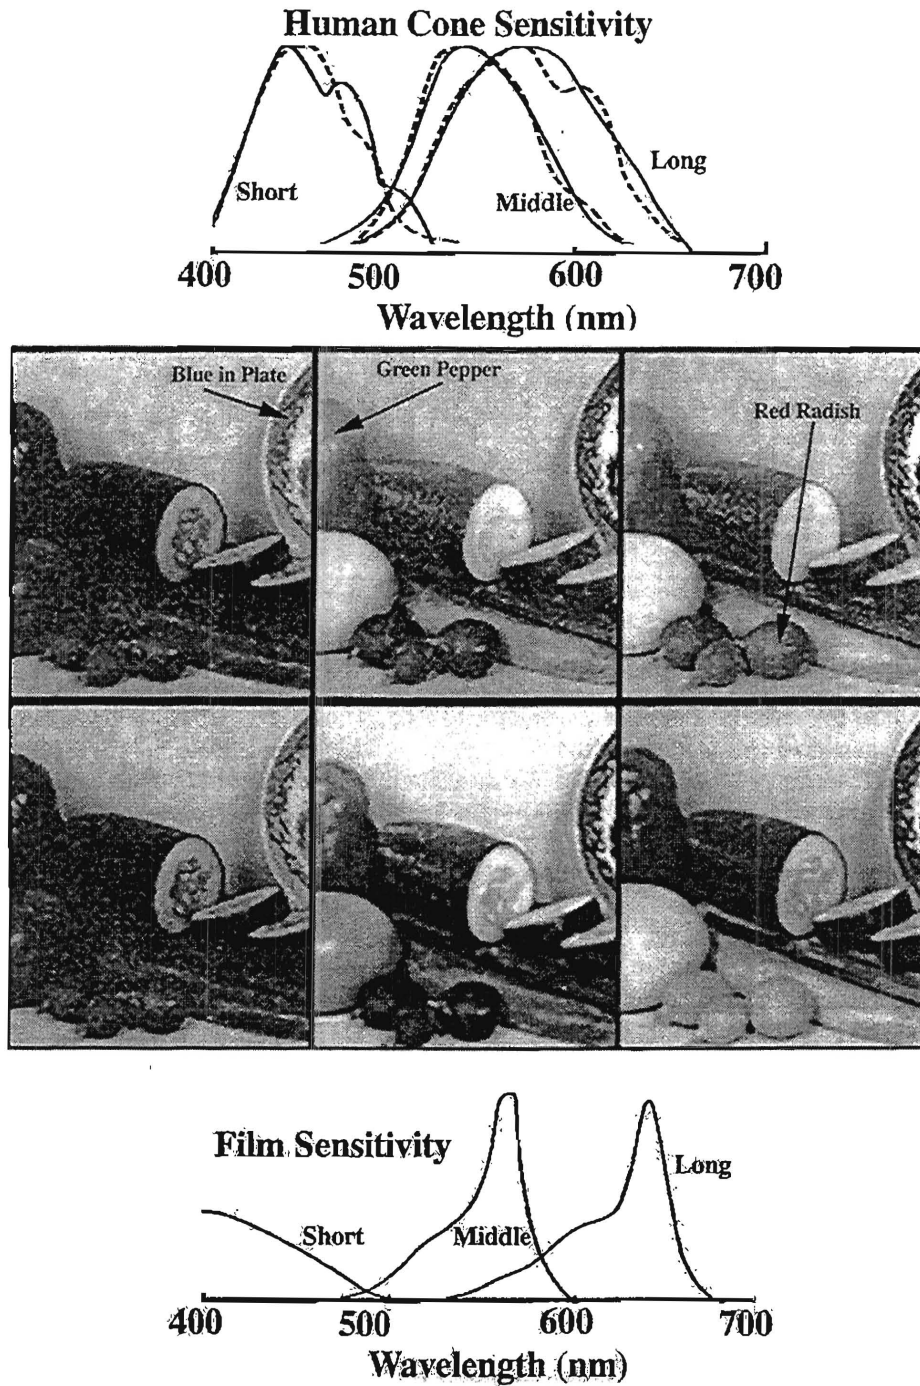 Human Cone Sensitivity
Short
Middle
Long
400 500 600 700
Wavelength (nm)
Blue in Plate
Green Pepper
Red Radish
Film Sensitivity
Short
Middle
Long
400 500 600 700
Wavelength (nm)